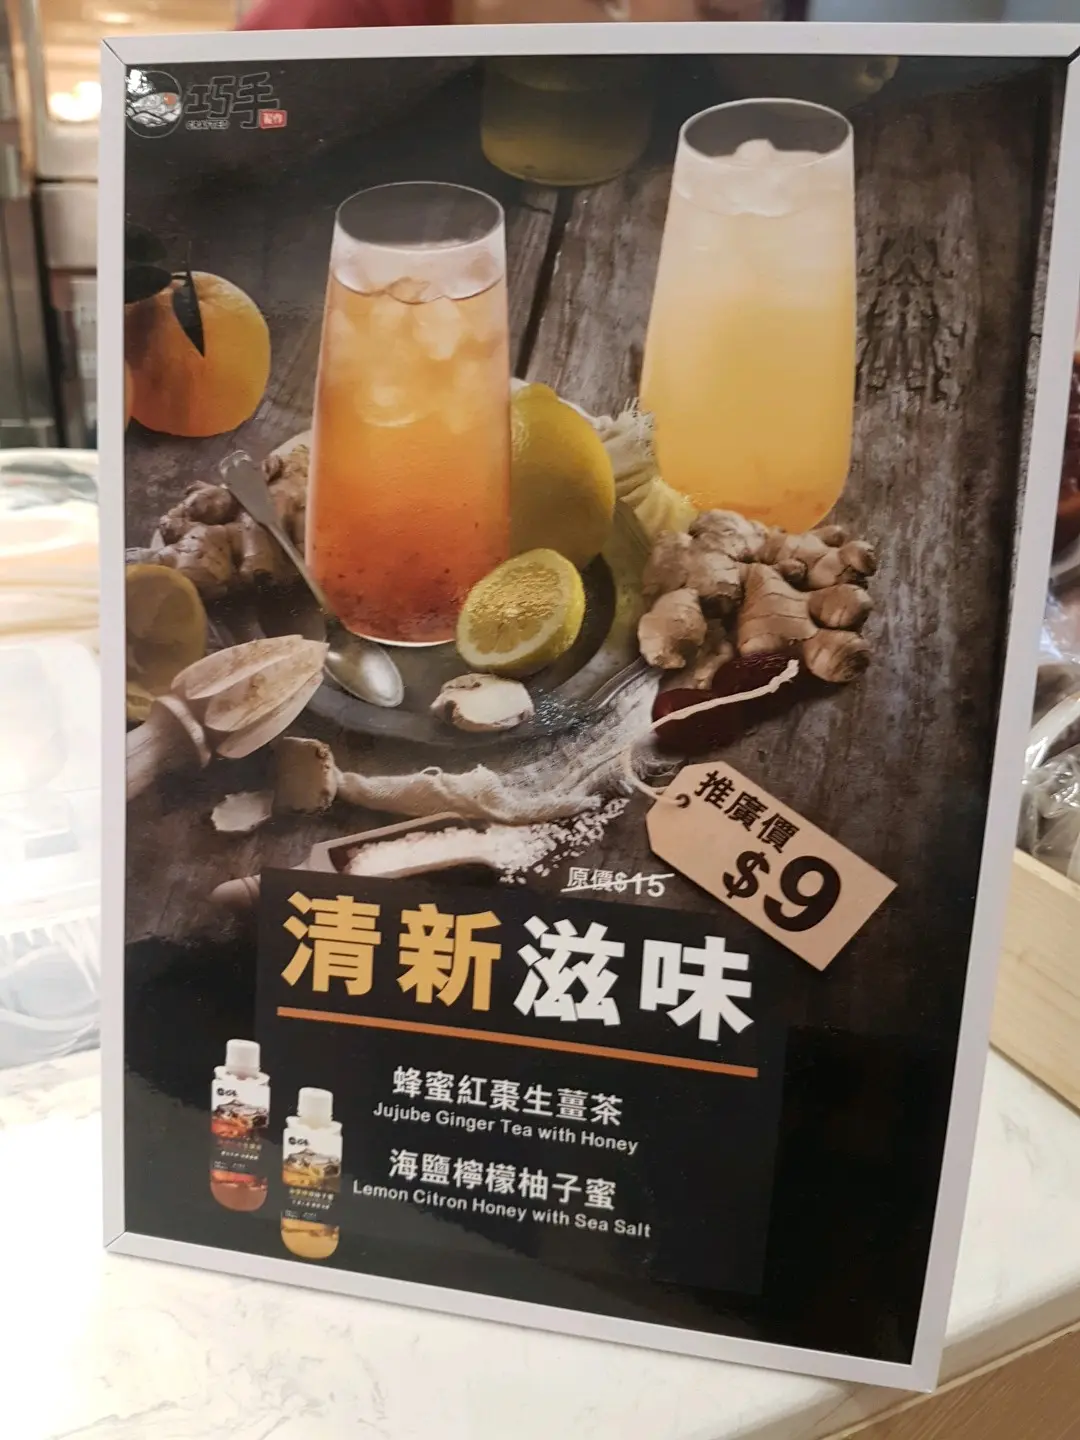 巧手
製作
推廣價
$9
原價$15
清新滋味
蜂蜜紅棗生薑茶
Jujube Ginger Tea with Honey
海鹽檸檬柚子蜜
Lemon Citron Honey with Sea Salt